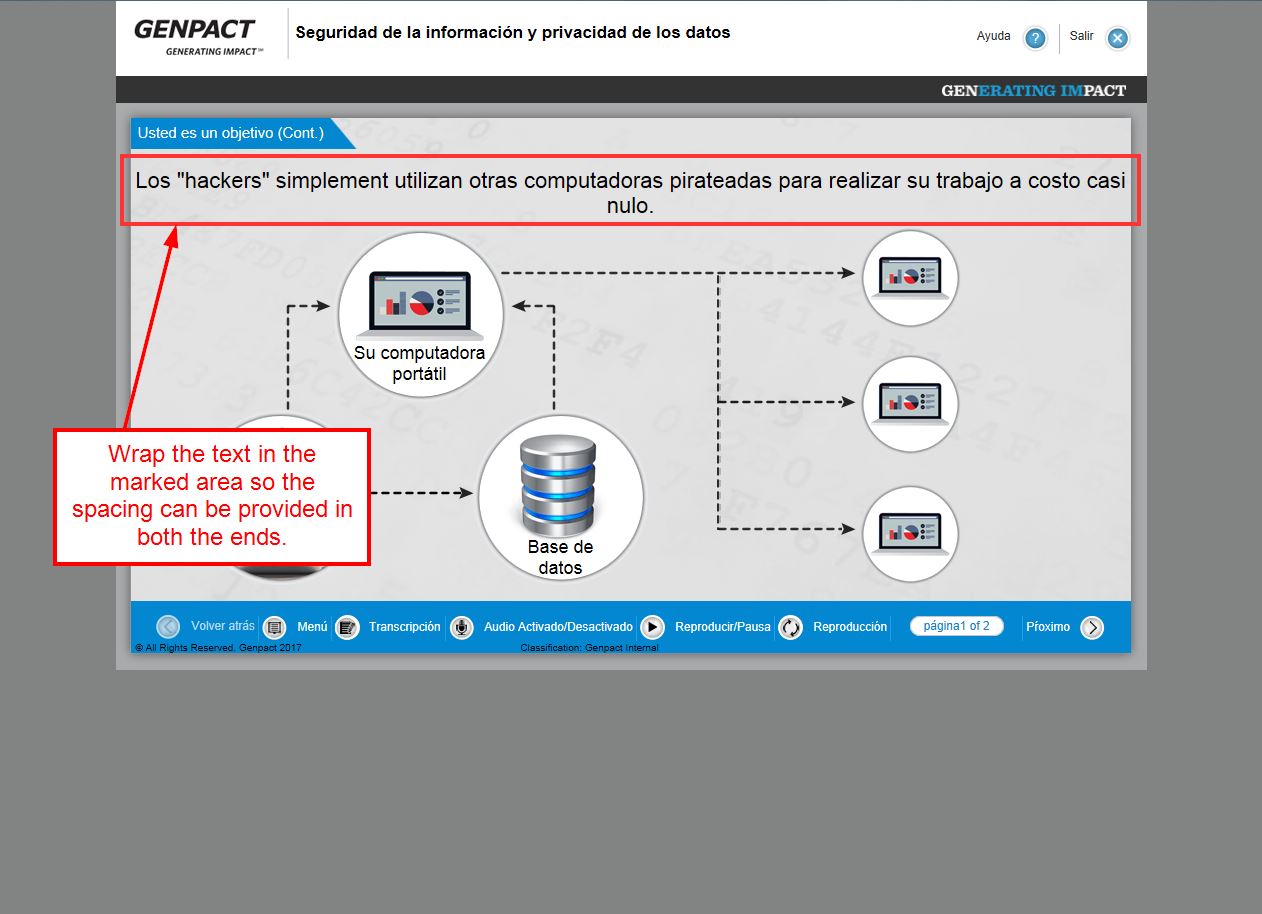 GENPACT
GENERATING IMPACT℠
Seguridad de la información y privacidad de los datos
Ayuda ? Salir
GENERATING IMPACT
Usted es un objetivo (Cont.)
Los "hackers" simplement utilizan otras computadoras pirateadas para realizar su trabajo a costo casi
nulo.
Su computadora
portátil
Wrap the text in the
marked area so the
spacing can be provided in
both the ends.
Base de
datos
Volver atrás Menú Transcripción Audio Activado/Desactivado Reproducir/Pausa Reproducción página1 of 2 Próximo
© All Rights Reserved. Genpact 2017 Classification: Genpact Internal